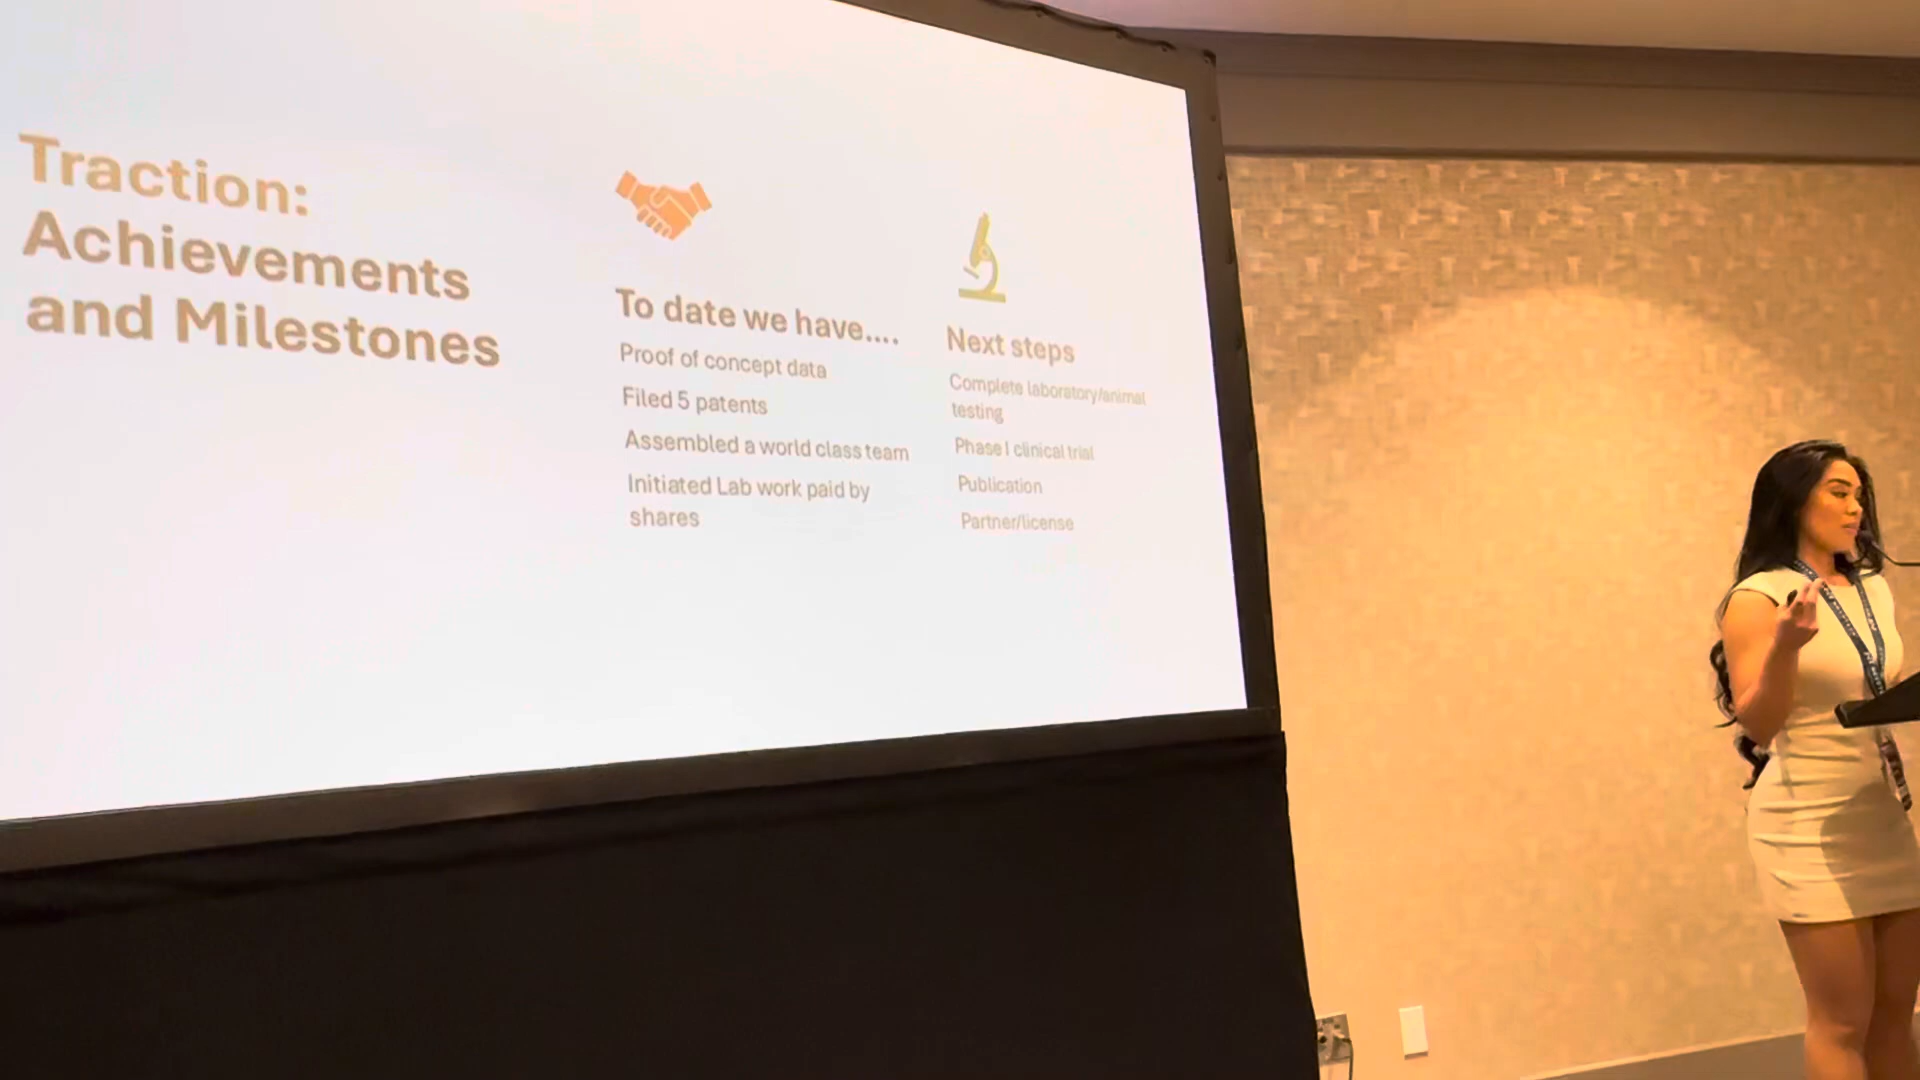 Traction:
Achievements
and Milestones
To date we have....
Proof of concept data
Filed 5 patents
Assembled a world class team
Initiated Lab work paid by
shares
Next steps
Complete laboratory/animal
testing
Phase I clinical trial
Publication
Partner/license